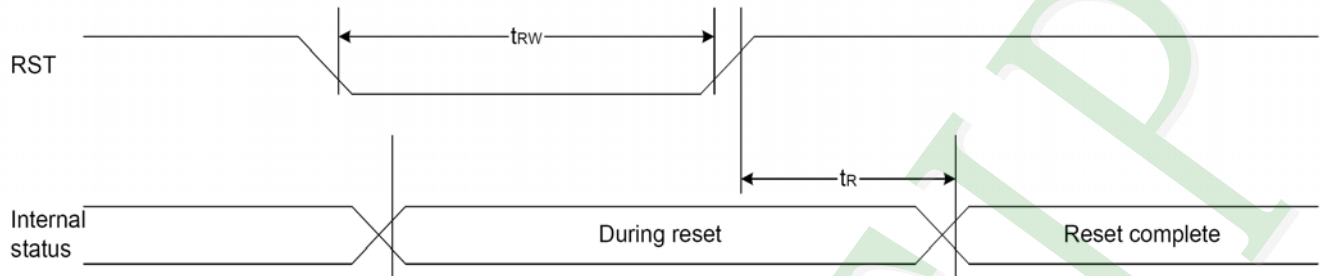 tRW
RST
tR
Internal
status
During reset
Reset complete